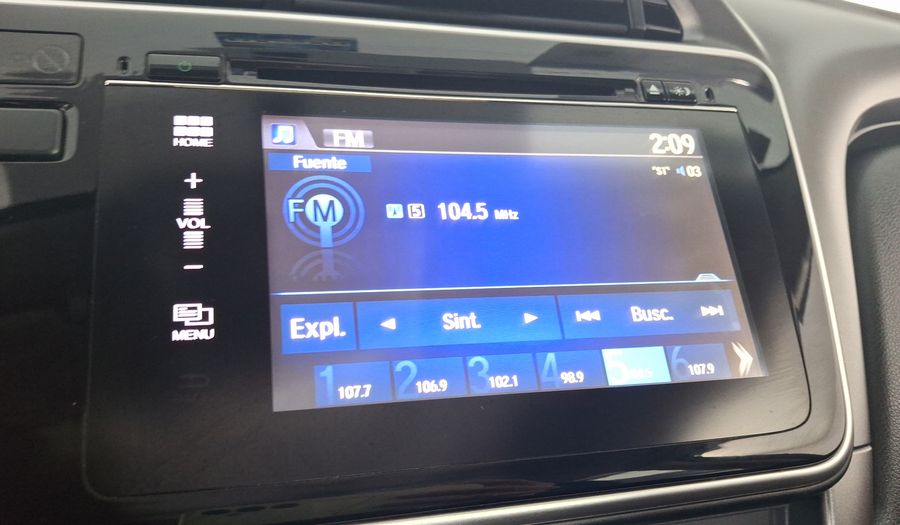 HOME
+
VOL
−
MENU
FM
2:09
Fuente
"ST" 03
FM
5 104.5 MHz
Expl. Sint. Busc.
1 107.7
2 106.9
3 102.1
4 98.9
5
6 107.9